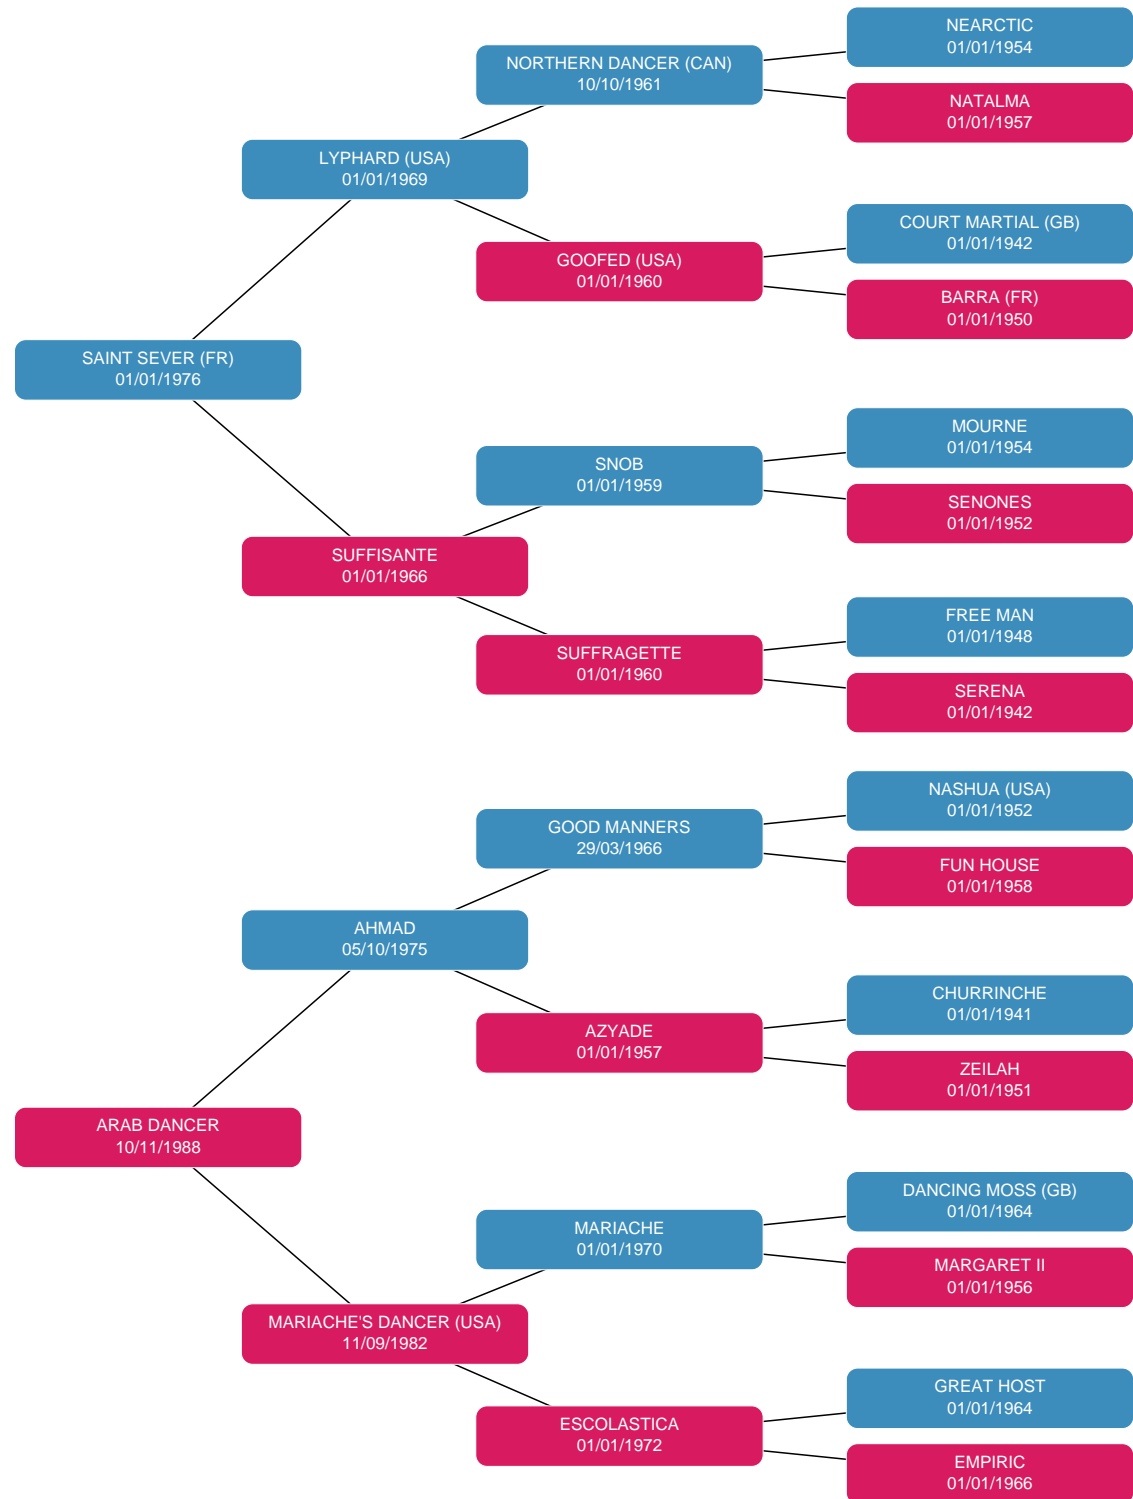 NEARCTIC
01/01/1954
NORTHERN DANCER (CAN)
10/10/1961
NATALMA
01/01/1957
LYPHARD (USA)
01/01/1969
COURT MARTIAL (GB)
01/01/1942
GOOFED (USA)
01/01/1960
BARRA (FR)
01/01/1950
SAINT SEVER (FR)
01/01/1976
MOURNE
01/01/1954
SNOB
01/01/1959
SENONES
01/01/1952
SUFFISANTE
01/01/1966
FREE MAN
01/01/1948
SUFFRAGETTE
01/01/1960
SERENA
01/01/1942
NASHUA (USA)
01/01/1952
GOOD MANNERS
29/03/1966
FUN HOUSE
01/01/1958
AHMAD
05/10/1975
CHURRINCHE
01/01/1941
AZYADE
01/01/1957
ZEILAH
01/01/1951
ARAB DANCER
10/11/1988
DANCING MOSS (GB)
01/01/1964
MARIACHE
01/01/1970
MARGARET II
01/01/1956
MARIACHE'S DANCER (USA)
11/09/1982
GREAT HOST
01/01/1964
ESCOLASTICA
01/01/1972
EMPIRIC
01/01/1966